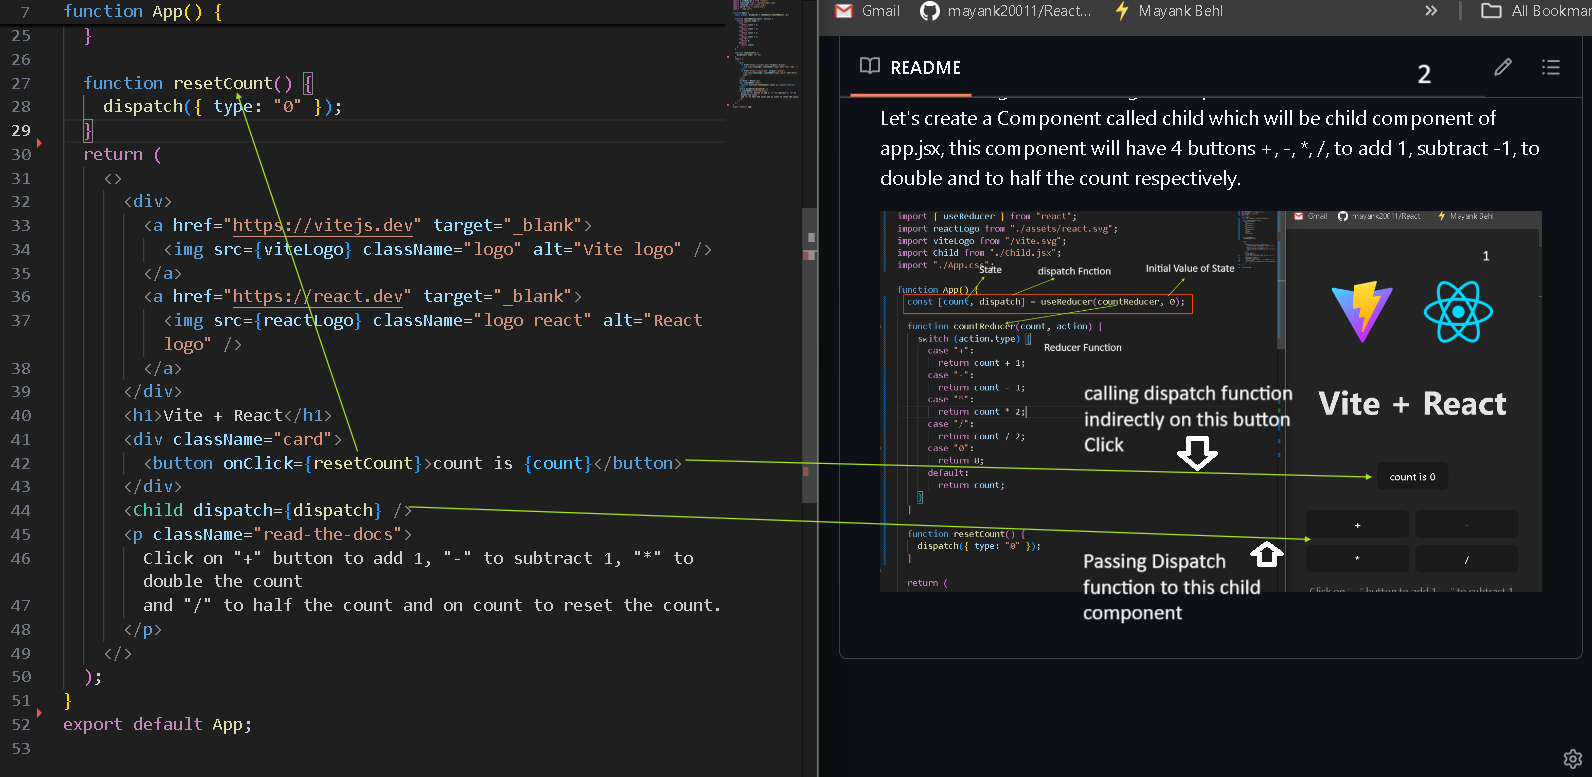 7 function App() {
25 }
26
27 function resetCount() {
28 dispatch({ type: "0" });
29 }
30 return (
31 <>
32 <div>
33 <a href="https://vitejs.dev" target="_blank">
34 <img src={viteLogo} className="logo" alt="Vite logo" />
35 </a>
36 <a href="https://react.dev" target="_blank">
37 <img src={reactLogo} className="logo react" alt="React
logo" />
38 </a>
39 </div>
40 <h1>Vite + React</h1>
41 <div className="card">
42 <button onClick={resetCount}>count is {count}</button>
43 </div>
44 <Child dispatch={dispatch} />
45 <p className="read-the-docs">
46 Click on "+" button to add 1, "-" to subtract 1, "*" to
double the count
47 and "/" to half the count and on count to reset the count.
48 </p>
49 </>
50 );
51 }
52 export default App;
53
Gmail
mayank20011/React...
Mayank Behl
»
All Bookmar
README
2
Let's create a Component called child which will be child component of
app.jsx, this component will have 4 buttons +, -, *, /, to add 1, subtract -1, to
double and to half the count respectively.
import { useReducer } from "react";
import reactLogo from "./assets/react.svg";
import viteLogo from "/vite.svg";
import Child from "./Child.jsx";
import "./App.css";
State
dispatch Fnction
Initial Value of State
function App() {
const [count, dispatch] = useReducer(countReducer, 0);
function countReducer(count, action) {
switch (action.type) {
Reducer Function
case "+":
return count + 1;
case "-":
return count - 1;
case "*":
return count * 2;
case "/":
return count / 2;
case "0":
return 0;
default:
return count;
}
}
function resetCount() {
dispatch({ type: "0" });
}
return (
calling dispatch function
indirectly on this button
Click
Passing Dispatch
function to this child
component
Gmail
mayank20011/React...
Mayank Behl
1
Vite + React
count is 0
+
-
*
/
Click on "+" button to add 1, "-" to subtract 1